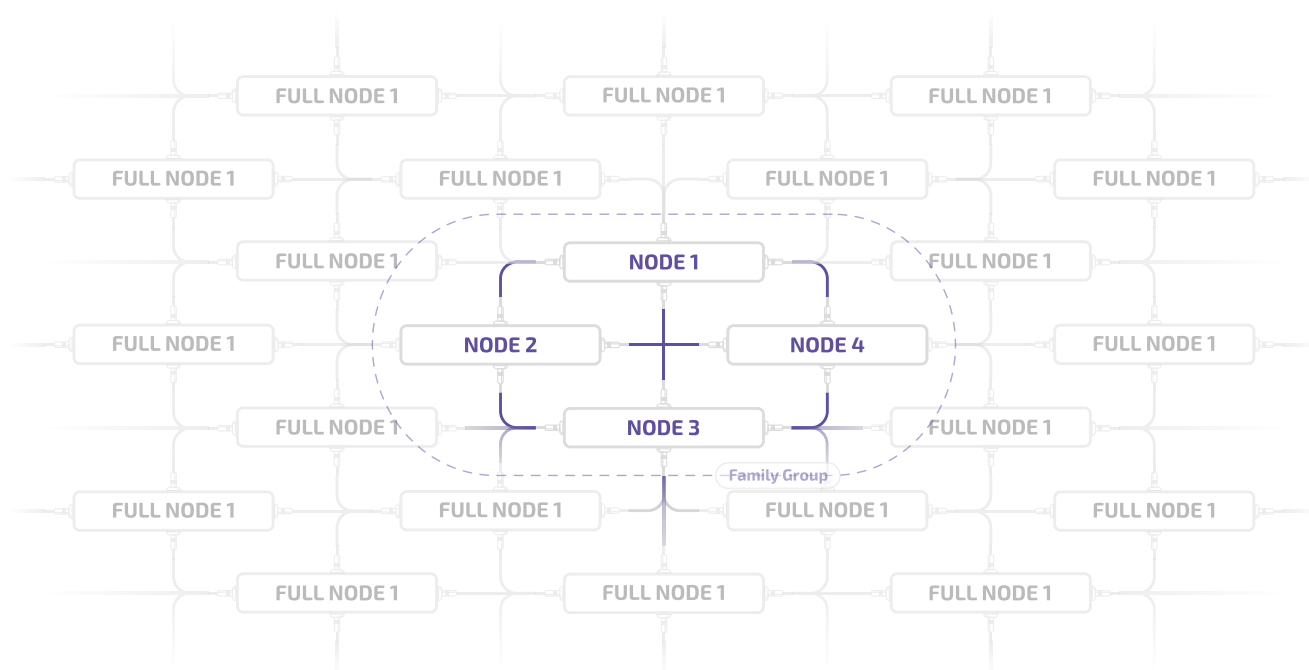 FULL NODE 1 FULL NODE 1 FULL NODE 1
FULL NODE 1 FULL NODE 1 FULL NODE 1 FULL NODE 1
FULL NODE 1 NODE 1 FULL NODE 1
FULL NODE 1 NODE 2 NODE 4 FULL NODE 1
FULL NODE 1 NODE 3 FULL NODE 1
Family Group
FULL NODE 1 FULL NODE 1 FULL NODE 1 FULL NODE 1
FULL NODE 1 FULL NODE 1 FULL NODE 1